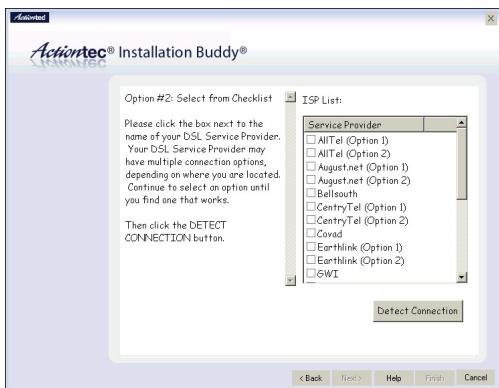 Actiontec
Actiontec® Installation Buddy®
Option #2: Select from Checklist
Please click the box next to the
name of your DSL Service Provider.
Your DSL Service Provider may
have multiple connection options,
depending on where you are located.
Continue to select an option until
you find one that works.
Then click the DETECT
CONNECTION button.
ISP List:
Service Provider
AllTel (Option 1)
AllTel (Option 2)
August.net (Option 1)
August.net (Option 2)
Bellsouth
CentryTel (Option 1)
CentryTel (Option 2)
Covad
Earthlink (Option 1)
Earthlink (Option 2)
GWI
Detect Connection
< Back Next > Help Finish Cancel